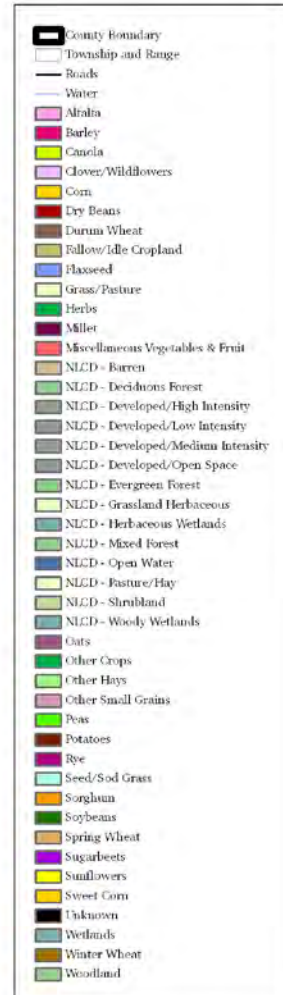 County Boundary
Township and Range
Roads
Water
Alfalfa
Barley
Canola
Clover/Wildflowers
Corn
Dry Beans
Durum Wheat
Fallow/Idle Cropland
Flaxseed
Grass/Pasture
Herbs
Millet
Miscellaneous Vegetables & Fruit
NLCD - Barren
NLCD - Deciduous Forest
NLCD - Developed/High Intensity
NLCD - Developed/Low Intensity
NLCD - Developed/Medium Intensity
NLCD - Developed/Open Space
NLCD - Evergreen Forest
NLCD - Grassland Herbaceous
NLCD - Herbaceous Wetlands
NLCD - Mixed Forest
NLCD - Open Water
NLCD - Pasture/Hay
NLCD - Shrubland
NLCD - Woody Wetlands
Oats
Other Crops
Other Hays
Other Small Grains
Peas
Potatoes
Rye
Seed/Sod Grass
Sorghum
Soybeans
Spring Wheat
Sugarbeets
Sunflowers
Sweet Corn
Unknown
Wetlands
Winter Wheat
Woodland